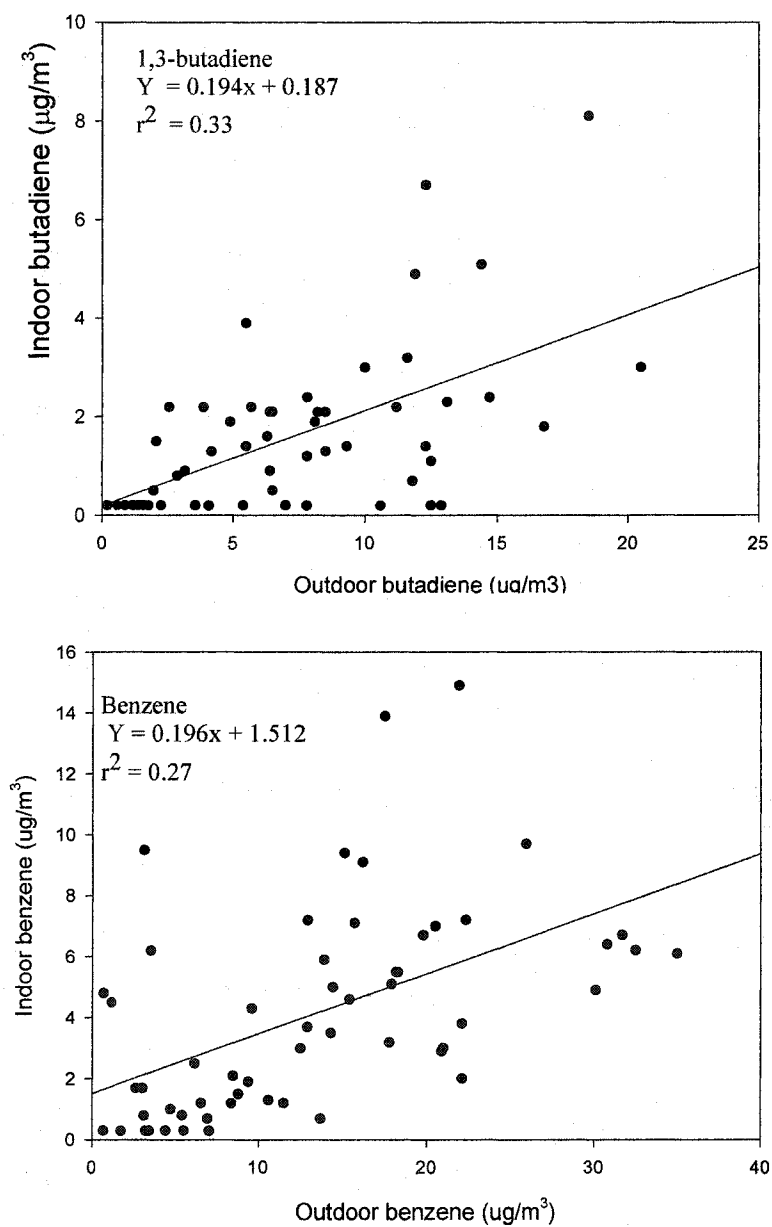 10
1,3-butadiene
Y = 0.194x + 0.187
r² = 0.33
8
6
4
2
0
Indoor butadiene (µg/m³)
0 5 10 15 20 25
Outdoor butadiene (ug/m3)
16
14
Benzene
Y = 0.196x + 1.512
r² = 0.27
12
10
8
6
4
2
0
Indoor benzene (ug/m³)
0 10 20 30 40
Outdoor benzene (ug/m³)